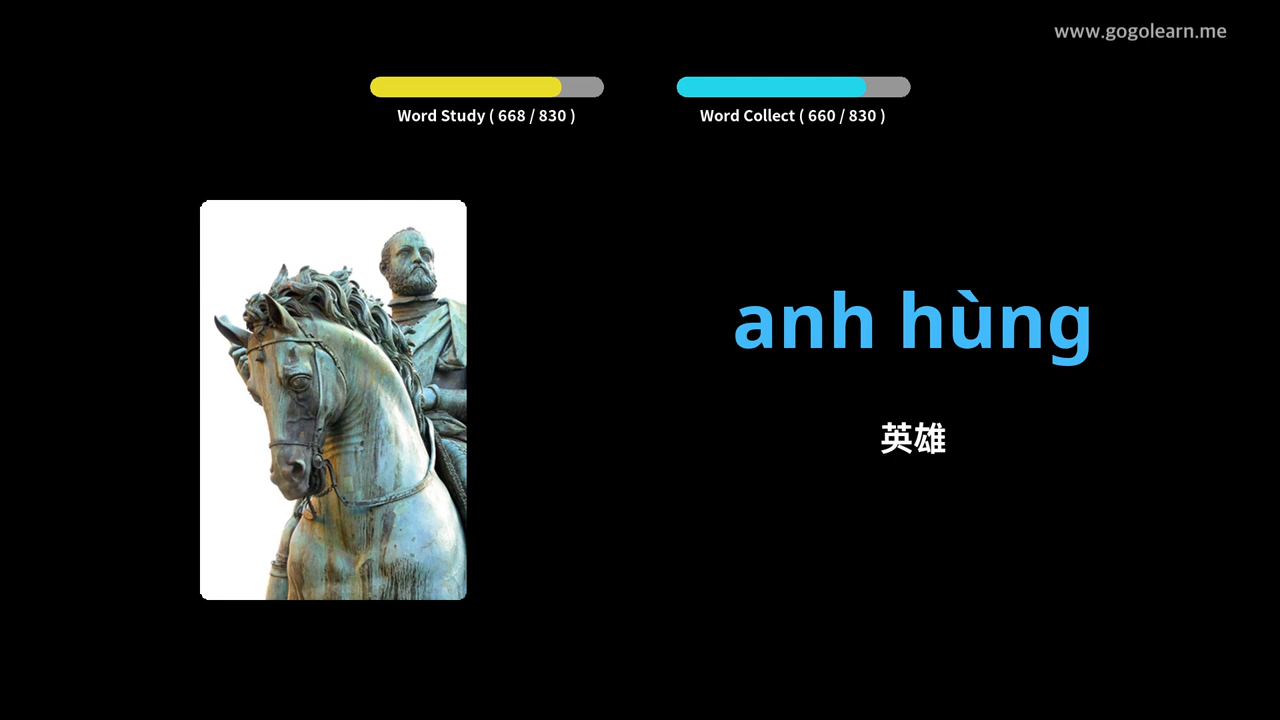 www.gogolearn.me
Word Study ( 668 / 830 )
Word Collect ( 660 / 830 )
anh hùng
英雄